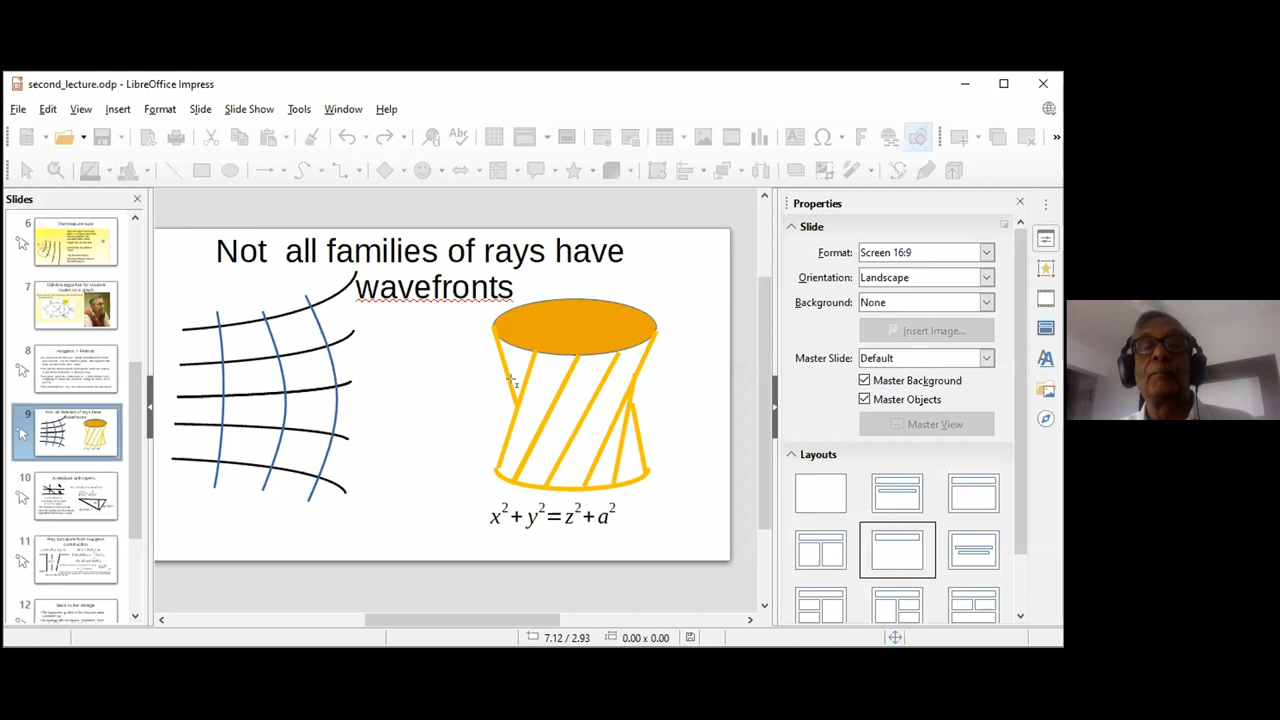 second_lecture.odp - LibreOffice Impress
File Edit View Insert Format Slide Slide Show Tools Window Help
Slides
6
7
8
9
10
11
12
Not all families of rays have
wavefronts
x²+y²=z²+a²
Properties
Slide
Format: Screen 16:9
Orientation: Landscape
Background: None
Insert Image...
Master Slide: Default
Master Background
Master Objects
Master View
Layouts
7.12 / 2.93 0.00 x 0.00